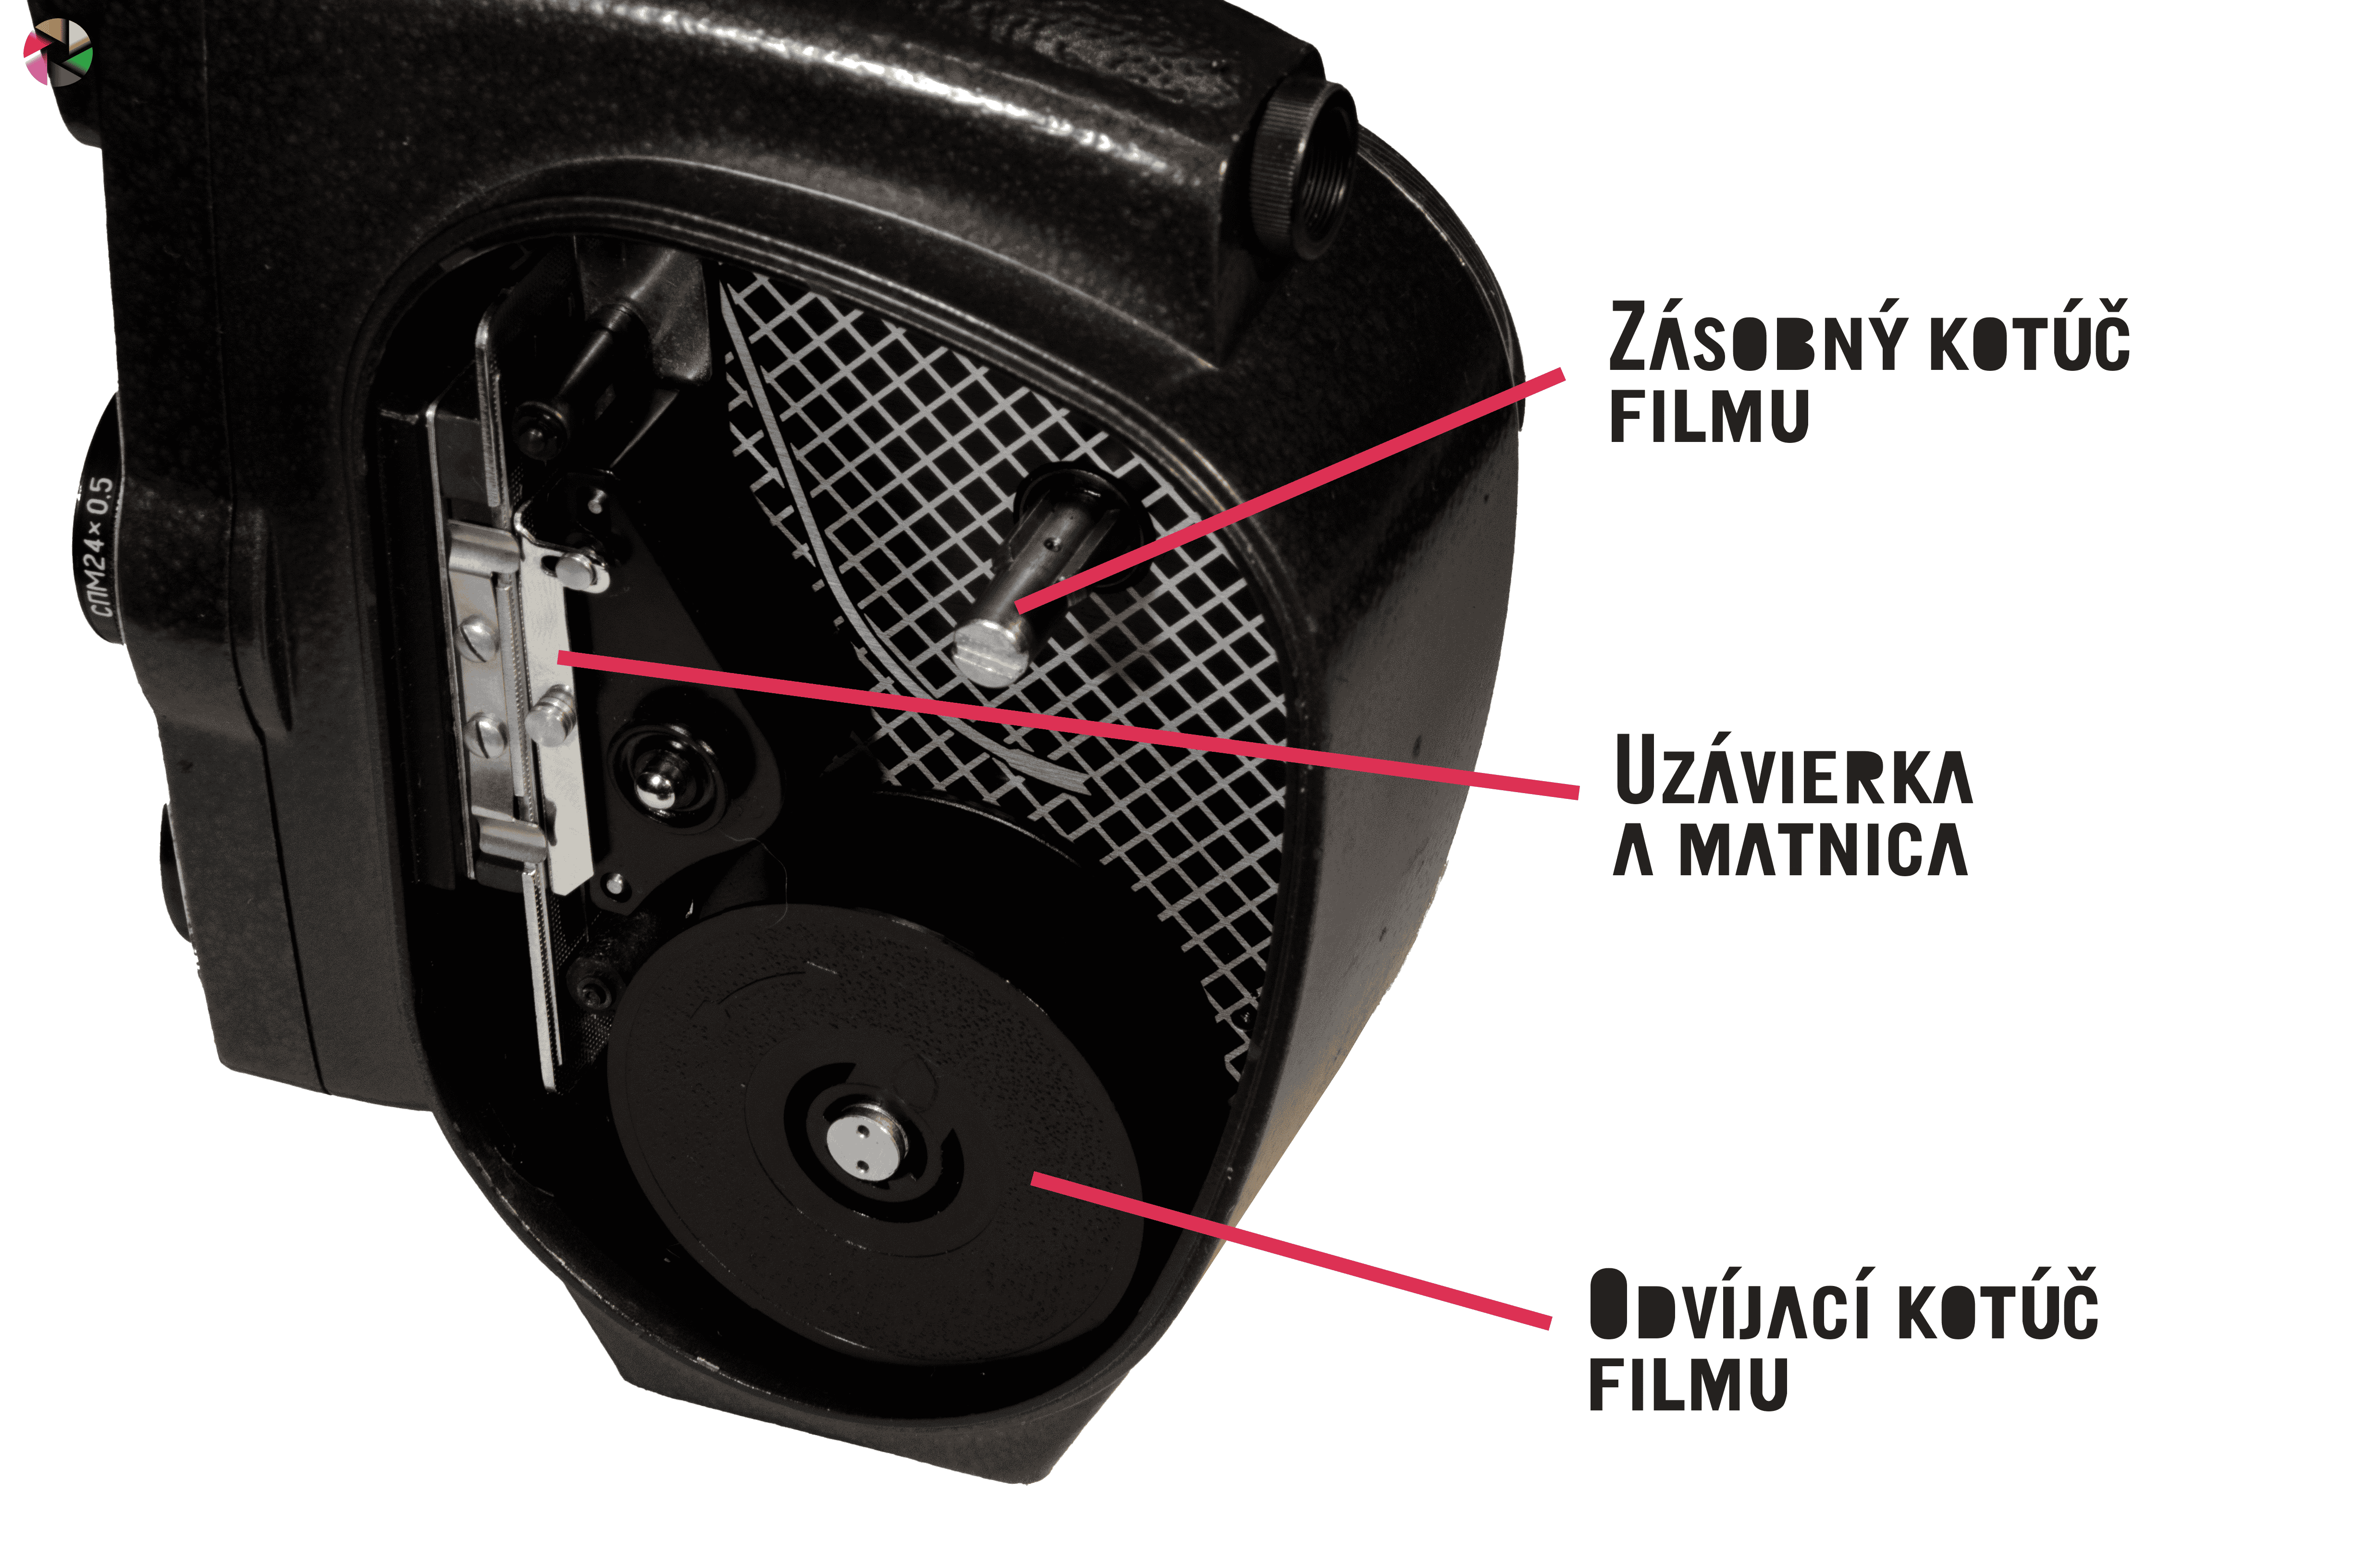 Zásobný kotúč
filmu
СПМ24×0.5
Uzávierka
a matnica
Odvíjací kotúč
filmu